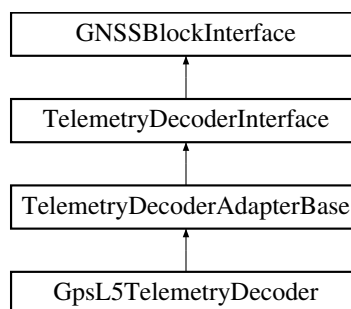 GNSSBlockInterface
TelemetryDecoderInterface
TelemetryDecoderAdapterBase
GpsL5TelemetryDecoder